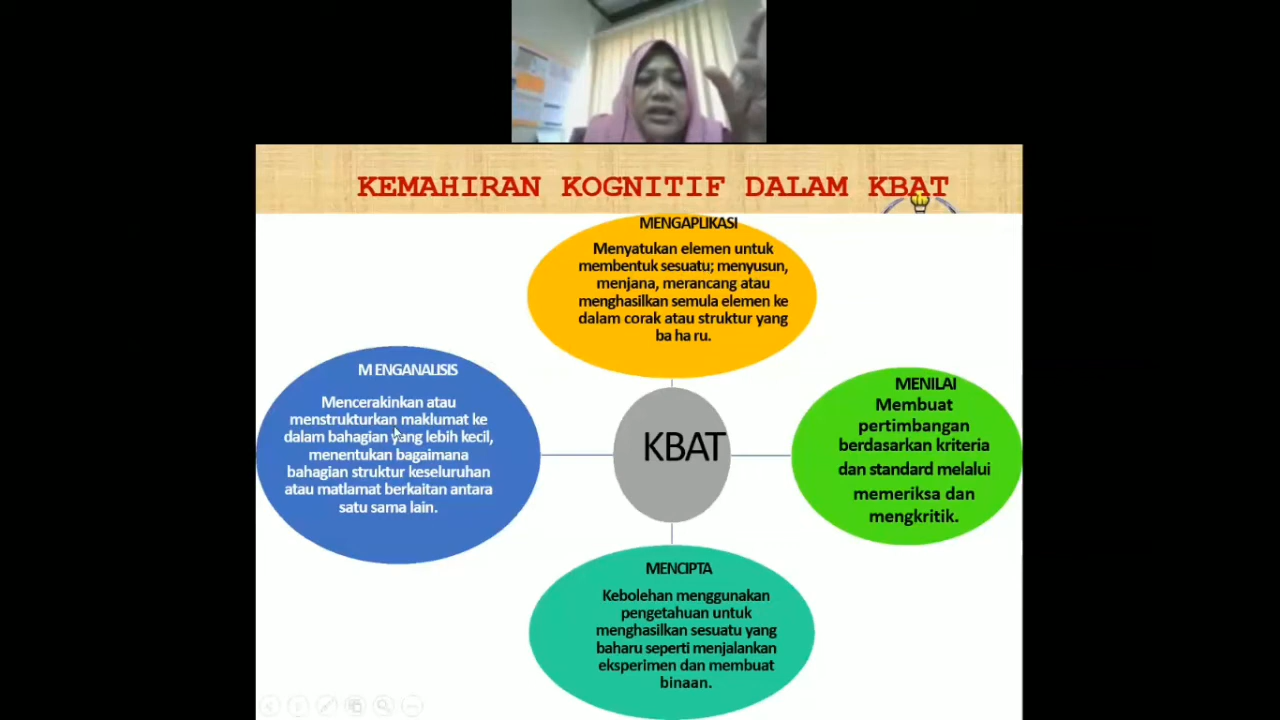 KEMAHIRAN KOGNITIF DALAM KBAT
MENGAPLIKASI
Menyatukan elemen untuk
membentuk sesuatu; menyusun,
menjana, merancang atau
menghasilkan semula elemen ke
dalam corak atau struktur yang
ba ha ru.
M ENGANALISIS
Mencerakinkan atau
menstrukturkan maklumat ke
dalam bahagian yang lebih kecil,
menentukan bagaimana
bahagian struktur keseluruhan
atau matlamat berkaitan antara
satu sama lain.
KBAT
MENILAI
Membuat
pertimbangan
berdasarkan kriteria
dan standard melalui
memeriksa dan
mengkritik.
MENCIPTA
Kebolehan menggunakan
pengetahuan untuk
menghasilkan sesuatu yang
baharu seperti menjalankan
eksperimen dan membuat
binaan.